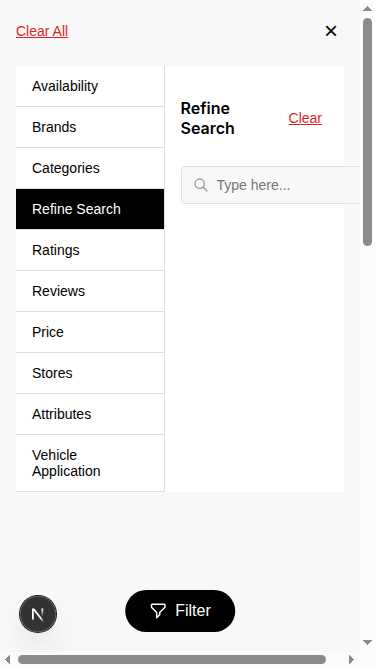 Clear All
Availability
Brands
Categories
Refine Search
Ratings
Reviews
Price
Stores
Attributes
Vehicle
Application
Refine
Search
Clear
Type here...
N
Filter